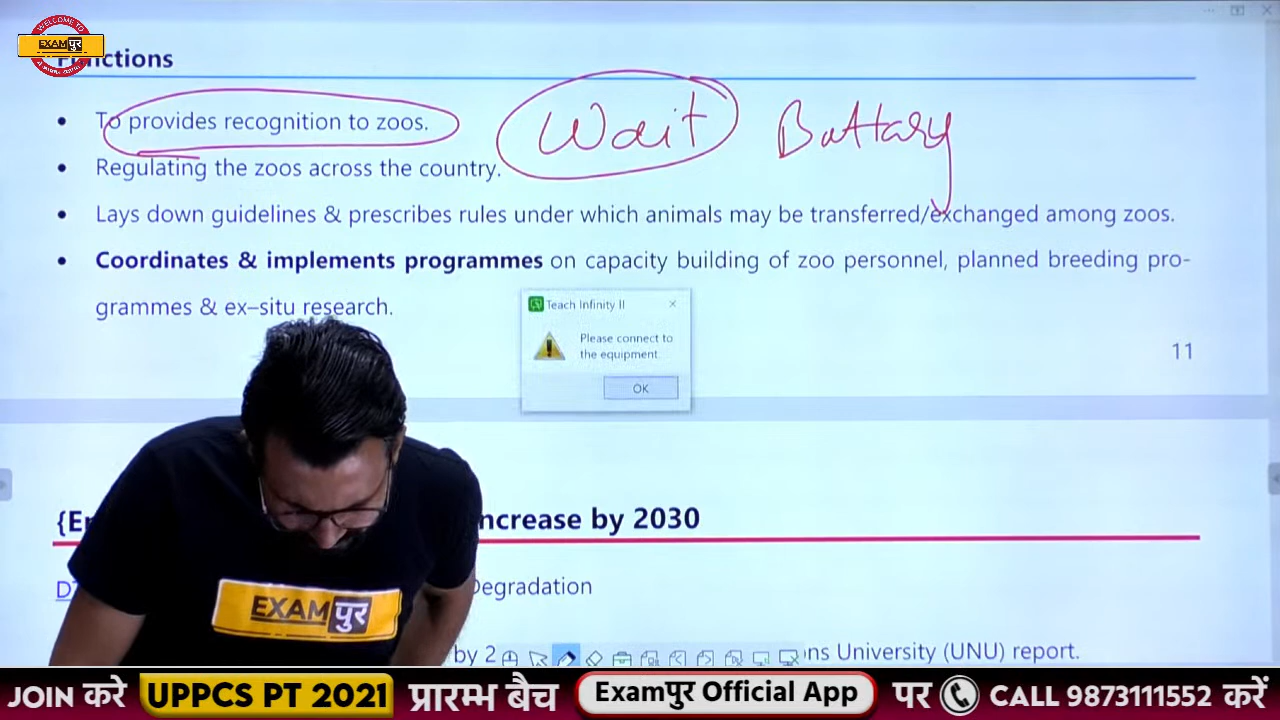 WELCOME TO
EXAMपुर
Functions
• To provides recognition to zoos.
Wait Battary
• Regulating the zoos across the country.
• Lays down guidelines & prescribes rules under which animals may be transferred/exchanged among zoos.
• Coordinates & implements programmes on capacity building of zoo personnel, planned breeding pro-
grammes & ex–situ research.
Teach Infinity II
Please connect to
the equipment.
OK
11
increase by 2030
Degradation
by 2
ons University (UNU) report.
EXAMपुर
JOIN करे UPPCS PT 2021 प्रारम्भ बैच Examपुर Official App पर CALL 9873111552 करें